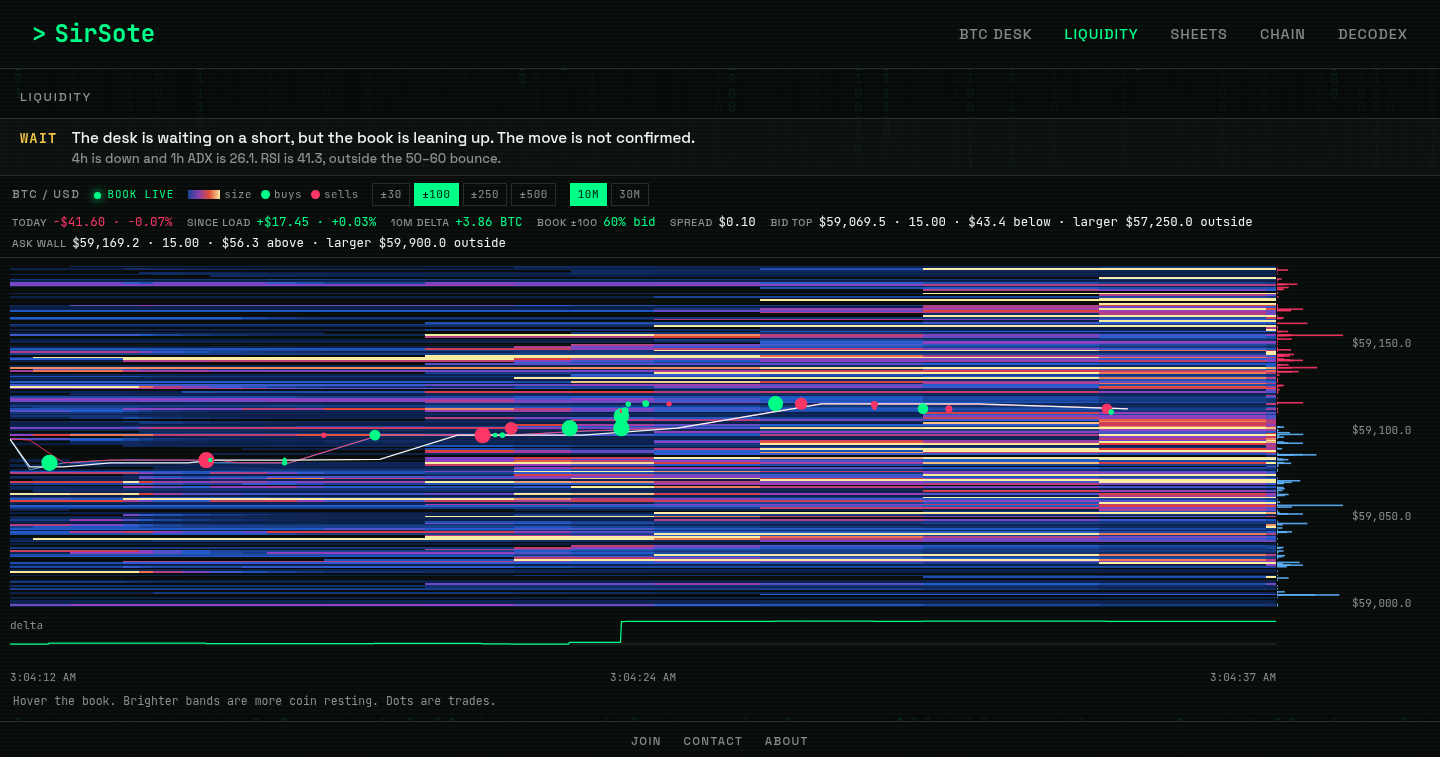 > SirSote
BTC DESK LIQUIDITY SHEETS CHAIN DECODEX
LIQUIDITY
WAIT The desk is waiting on a short, but the book is leaning up. The move is not confirmed.
4h is down and 1h ADX is 26.1. RSI is 41.3, outside the 50–60 bounce.
BTC / USD BOOK LIVE size buys sells ±30 ±100 ±250 ±500 10M 30M
TODAY -$41.60 · -0.07% SINCE LOAD +$17.45 · +0.03% 10M DELTA +3.86 BTC BOOK ±100 60% bid SPREAD $0.10 BID TOP $59,069.5 · 15.00 · $43.4 below · larger $57,250.0 outside
ASK WALL $59,169.2 · 15.00 · $56.3 above · larger $59,900.0 outside
$59,150.0
$59,100.0
$59,050.0
$59,000.0
delta
3:04:12 AM 3:04:24 AM 3:04:37 AM
Hover the book. Brighter bands are more coin resting. Dots are trades.
JOIN CONTACT ABOUT